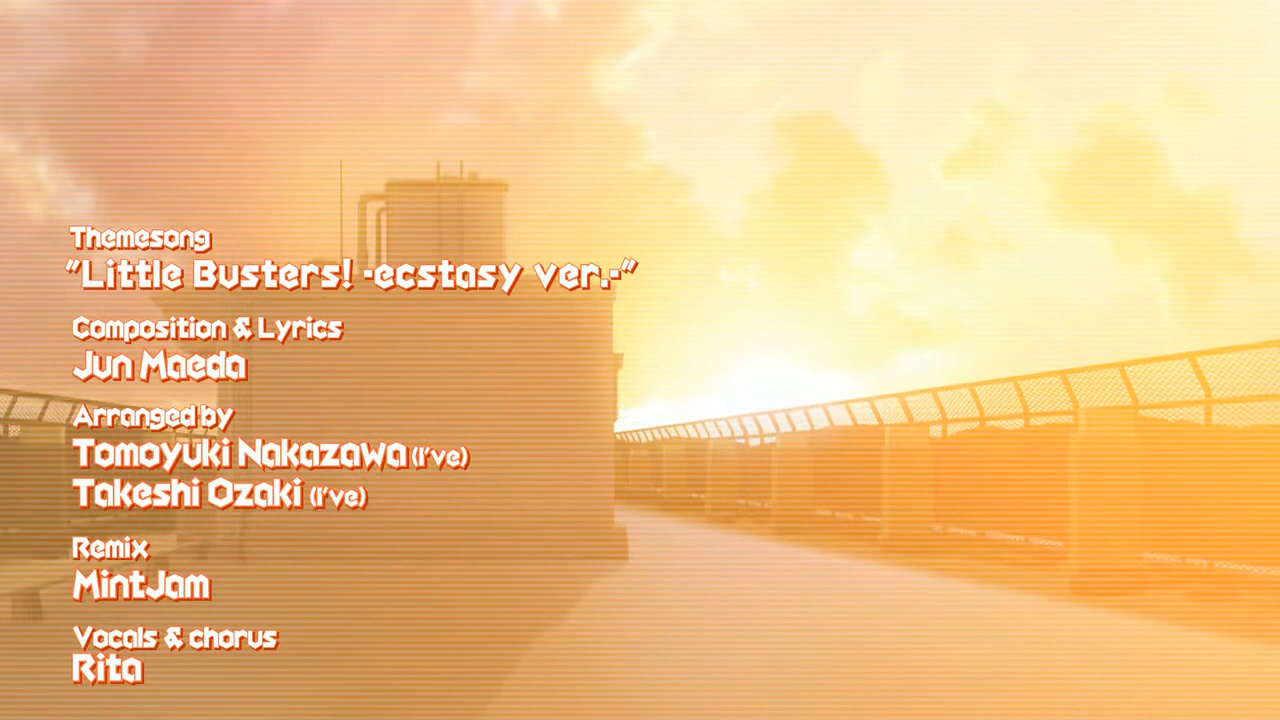 Themesong
"Little Busters! -ecstasy ver.-"
Composition & Lyrics
Jun Maeda
Arranged by
Tomoyuki Nakazawa (I've)
Takeshi Ozaki (I've)
Remix
MintJam
Vocals & chorus
Rita